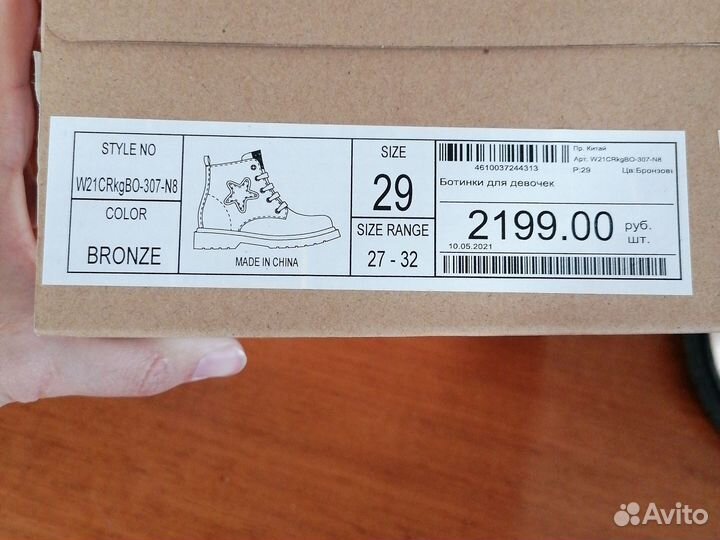 STYLE NO
W21CRkgBO-307-N8
COLOR
BRONZE
MADE IN CHINA
SIZE
29
SIZE RANGE
27 - 32
4610037244313
Пр. Китай
Арт. W21CRkgBO-307-N8
Р:29 Цв:Бронзовы
Ботинки для девочек
2199.00 руб.
шт.
10.05.2021
Avito